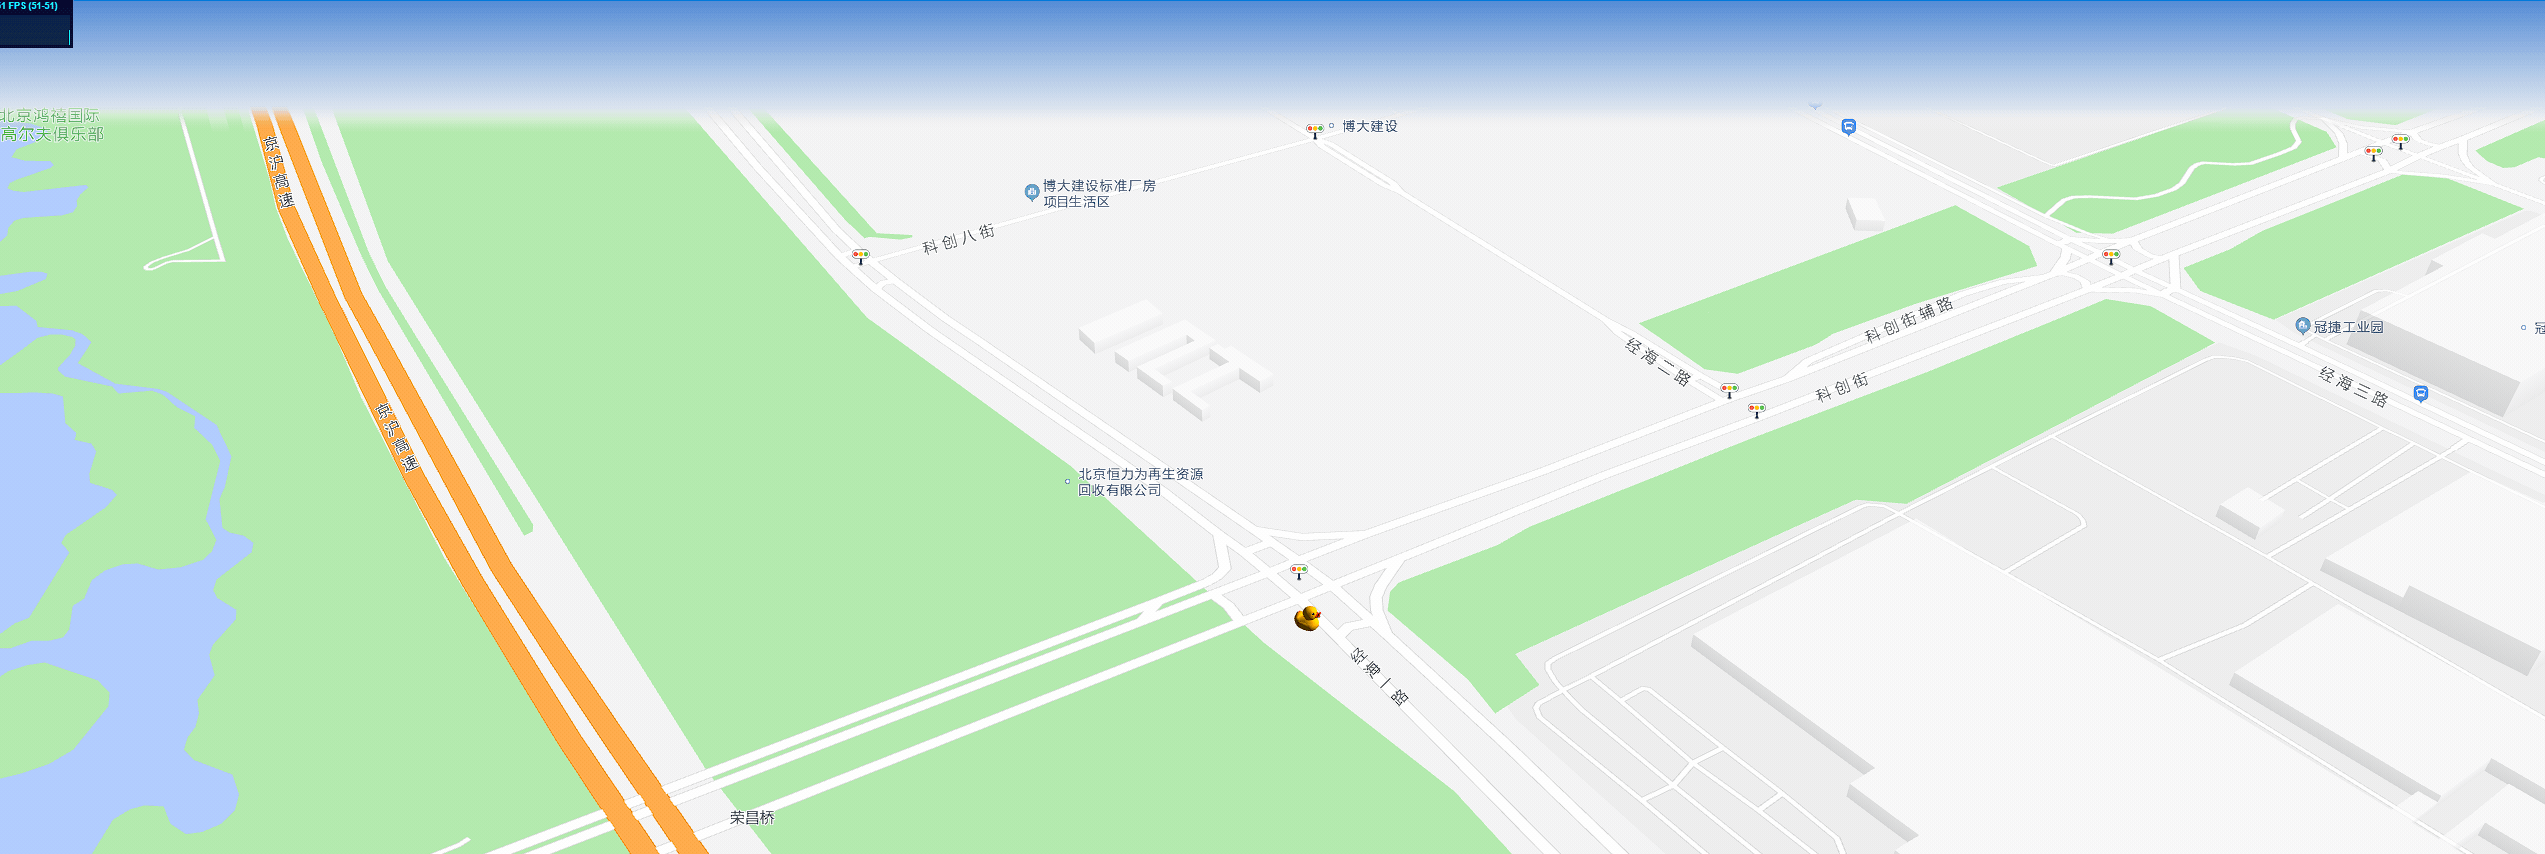 51 FPS (51-51)
北京鸿禧国际
高尔夫俱乐部
京沪高速
博大建设
博大建设标准厂房
项目生活区
科创八街
科创街辅路
冠捷工业园
冠
经海二路
经海三路
科创街
京沪高速
北京恒力为再生资源
回收有限公司
经海一路
荣昌桥